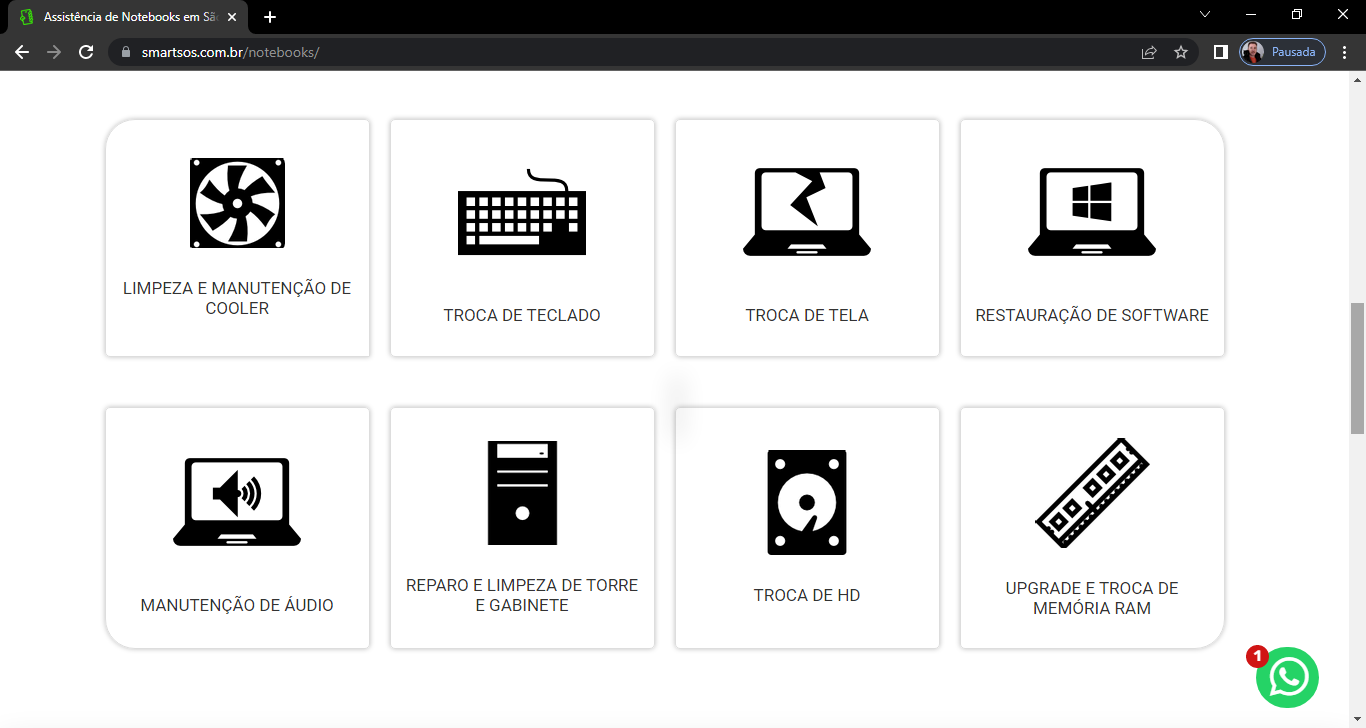 Assistência de Notebooks em Sã
smartsos.com.br/notebooks/
Pausada
LIMPEZA E MANUTENÇÃO DE
COOLER
TROCA DE TECLADO
TROCA DE TELA
RESTAURAÇÃO DE SOFTWARE
MANUTENÇÃO DE ÁUDIO
REPARO E LIMPEZA DE TORRE
E GABINETE
TROCA DE HD
UPGRADE E TROCA DE
MEMÓRIA RAM
1